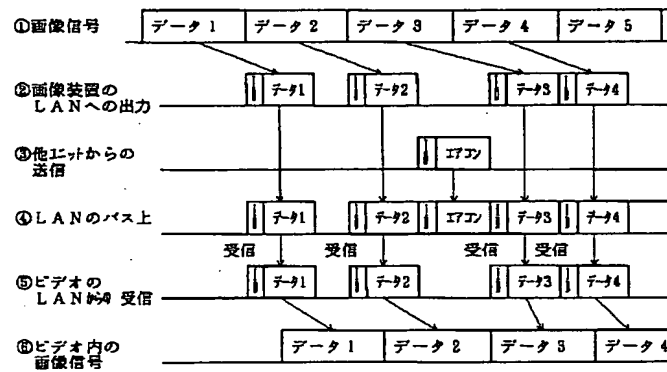 ①画像信号
データ1 データ2 データ3 データ4 データ5
②画像装置の
LANへの出力
データ1 データ2 データ3 データ4
③他ユニットからの
送信
エアコン
④LANのバス上
データ1 データ2 エアコン データ3 データ4
受信 受信 受信 受信
⑤ビデオの
LANからの受信
データ1 データ2 データ3 データ4
⑥ビデオ内の
画像信号
データ1 データ2 データ3 データ4